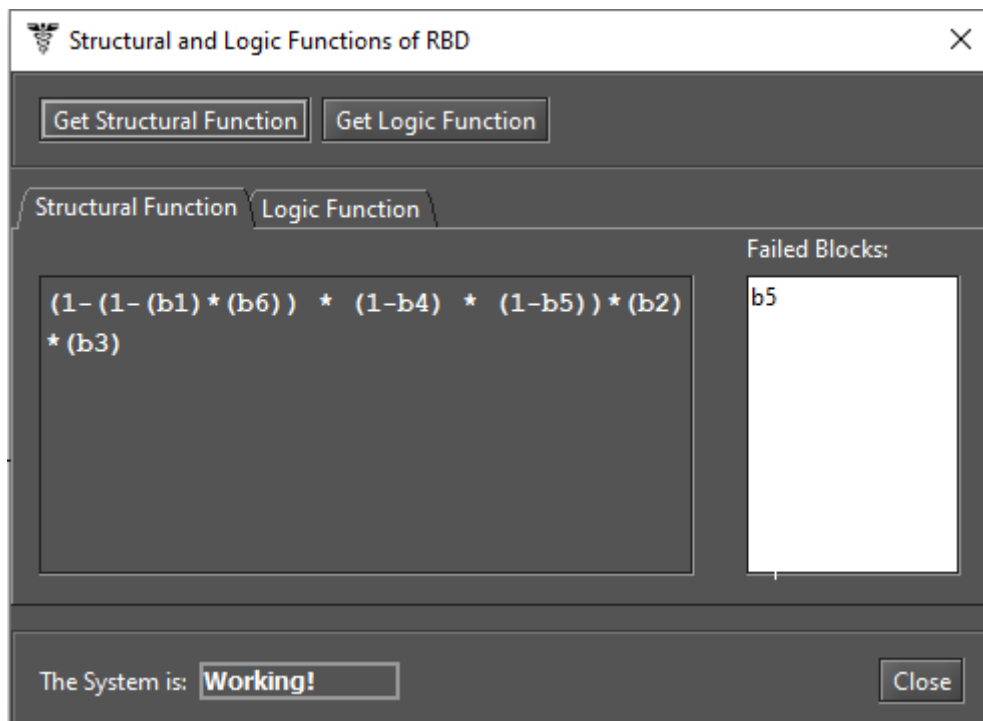 Structural and Logic Functions of RBD
Get Structural Function Get Logic Function
Structural Function Logic Function
Failed Blocks:
(1-(1-(b1)*(b6)) * (1-b4) * (1-b5))*(b2)
*(b3)
b5
The System is: Working!
Close